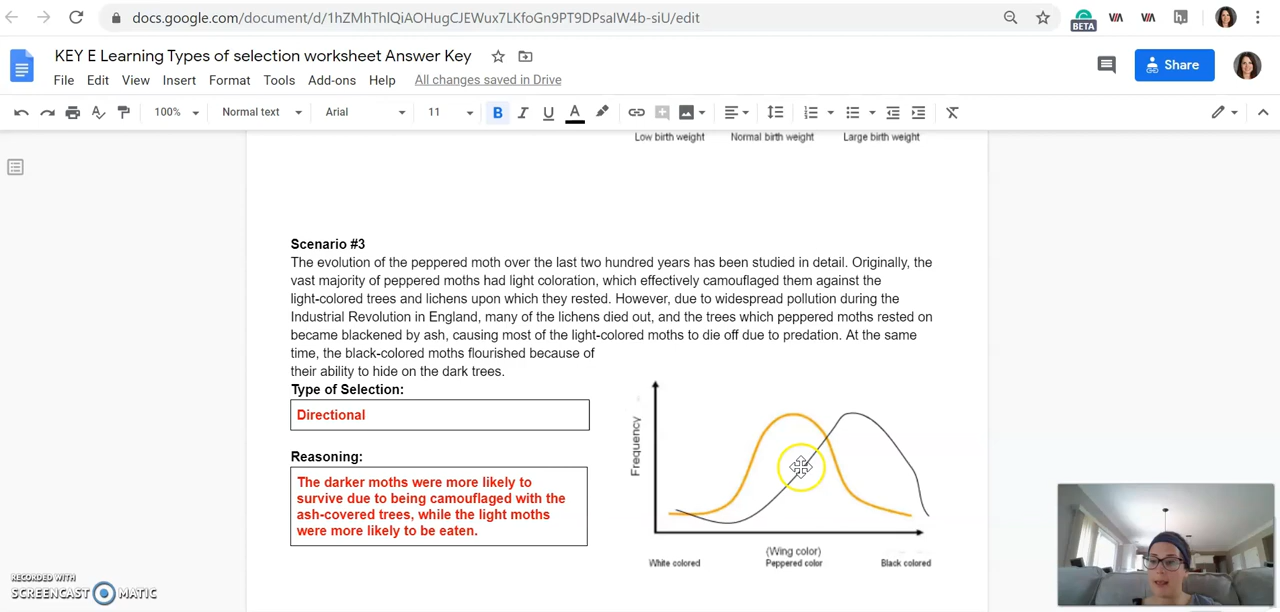 docs.google.com/document/d/1hZMhThlQiAOHugCJEWux7LKfoGn9PT9DPsaIW4b-siU/edit
BETA
KEY E Learning Types of selection worksheet Answer Key
File Edit View Insert Format Tools Add-ons Help All changes saved in Drive
Share
100% Normal text Arial 11 B I U A
Low birth weight Normal birth weight Large birth weight
Scenario #3
The evolution of the peppered moth over the last two hundred years has been studied in detail. Originally, the
vast majority of peppered moths had light coloration, which effectively camouflaged them against the
light-colored trees and lichens upon which they rested. However, due to widespread pollution during the
Industrial Revolution in England, many of the lichens died out, and the trees which peppered moths rested on
became blackened by ash, causing most of the light-colored moths to die off due to predation. At the same
time, the black-colored moths flourished because of
their ability to hide on the dark trees.
Type of Selection:
Directional
Reasoning:
The darker moths were more likely to
survive due to being camouflaged with the
ash-covered trees, while the light moths
were more likely to be eaten.
Frequency
(Wing color)
White colored Peppered color Black colored
RECORDED WITH
SCREENCAST MATIC